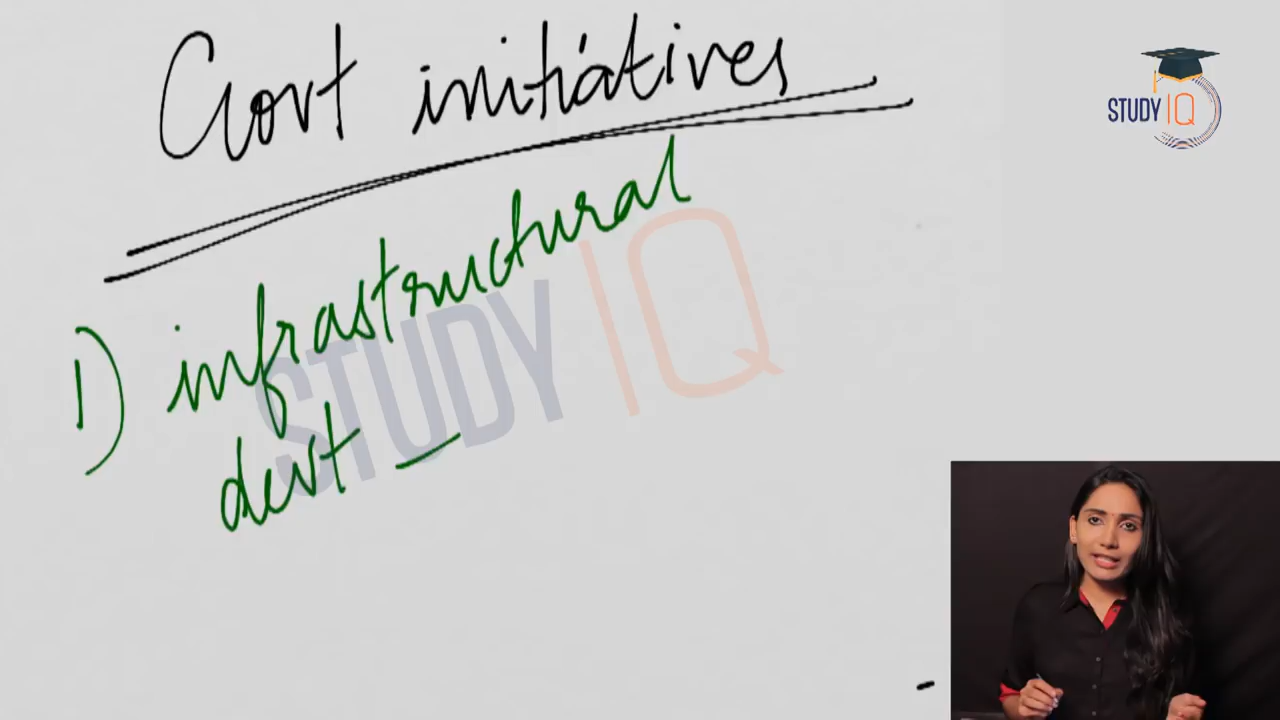 Govt initiatives
STUDY IQ
1) infrastructural
devt —
STUDY IQ